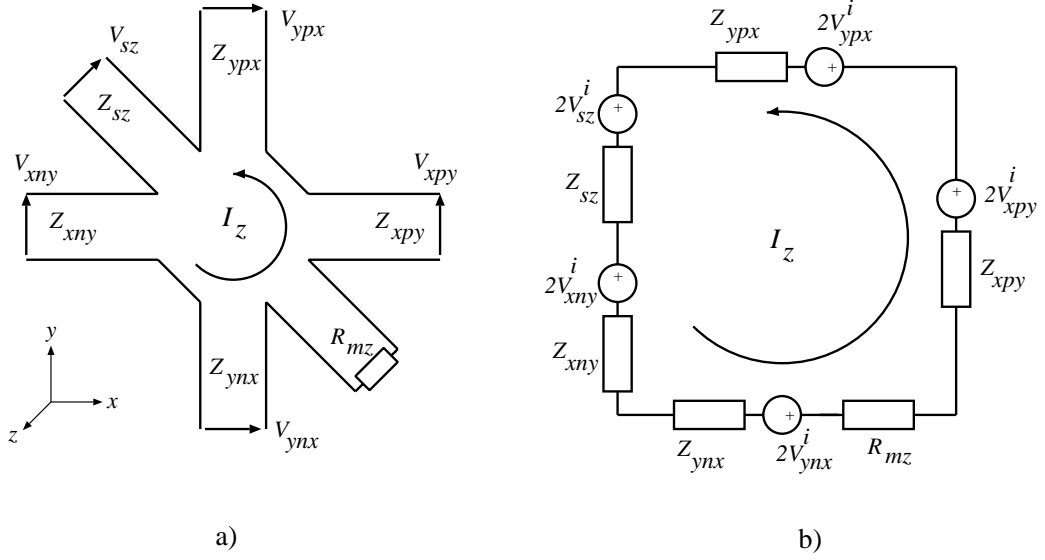 V_ypx
Z_ypx
V_sz
Z_sz
V_xny
Z_xny
I_z
V_xpy
Z_xpy
R_mz
Z_ynx
V_ynx
y
x
z
a)
Z_ypx
2V_ypx^i
+
2V_sz^i
+
Z_sz
2V_xpy^i
+
2V_xny^i
+
I_z
Z_xpy
Z_xny
Z_ynx
2V_ynx^i
+
R_mz
b)